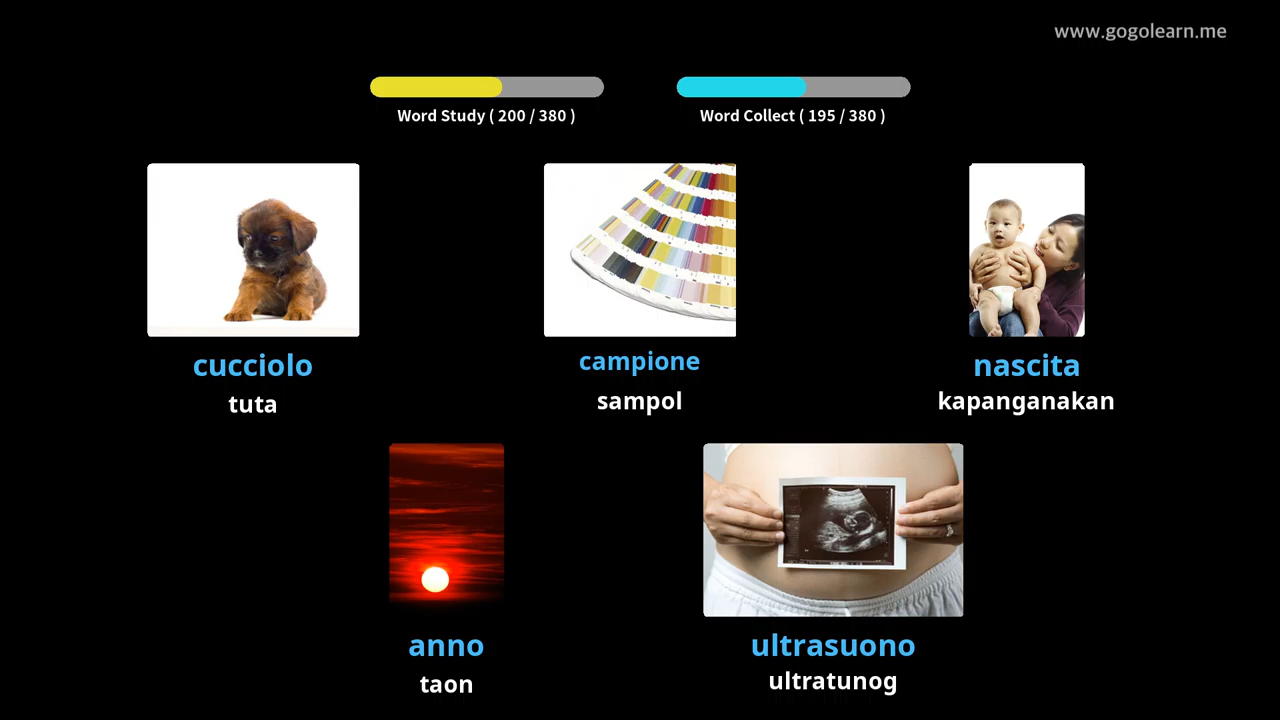 www.gogolearn.me
Word Study ( 200 / 380 )
Word Collect ( 195 / 380 )
cucciolo
tuta
campione
sampol
nascita
kapanganakan
anno
taon
ultrasuono
ultratunog